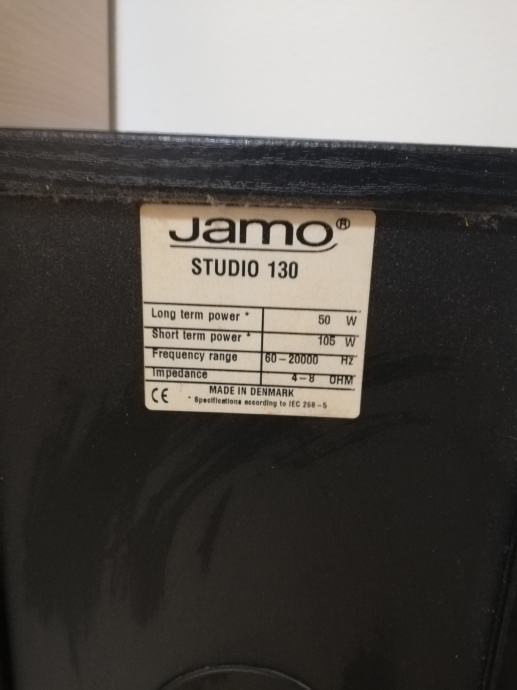 Jamo®
STUDIO 130
Long term power * 50 W
Short term power * 105 W
Frequency range 60-20000 Hz
Impedance 4-8 OHM
CE MADE IN DENMARK
* Specifications according to IEC 268-5